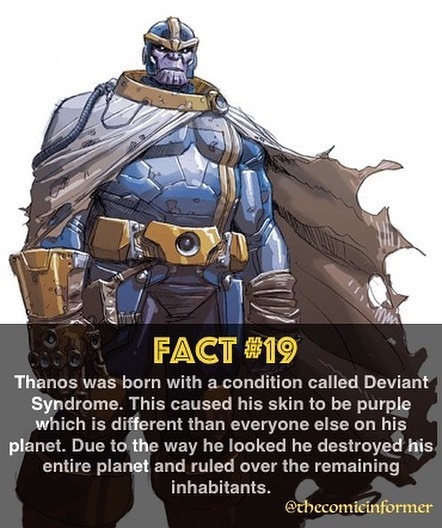 FACT #19
Thanos was born with a condition called Deviant
Syndrome. This caused his skin to be purple
which is different than everyone else on his
planet. Due to the way he looked he destroyed his
entire planet and ruled over the remaining
inhabitants.
@thecomicinformer